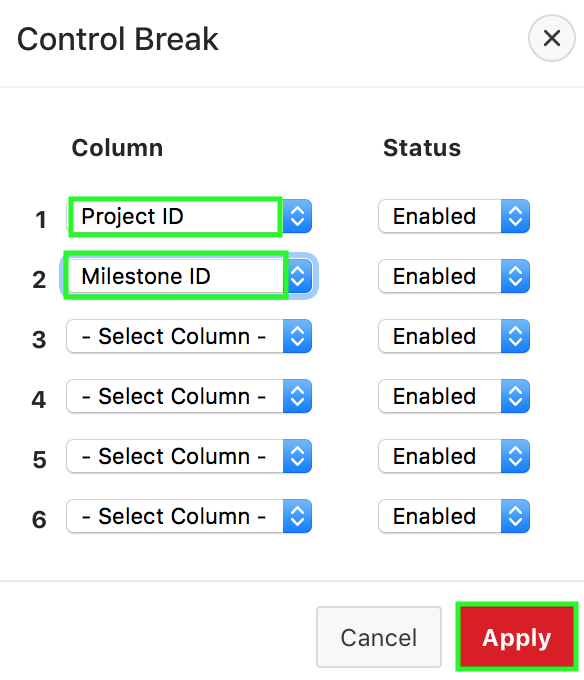 Control Break
Column Status
1 Project ID Enabled
2 Milestone ID Enabled
3 - Select Column - Enabled
4 - Select Column - Enabled
5 - Select Column - Enabled
6 - Select Column - Enabled
Cancel Apply